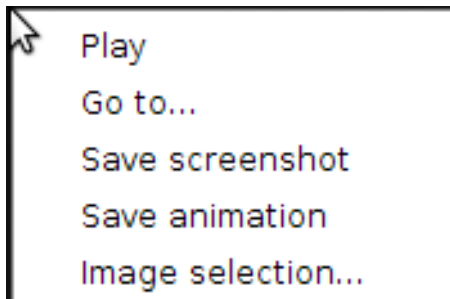 Play
Go to...
Save screenshot
Save animation
Image selection...